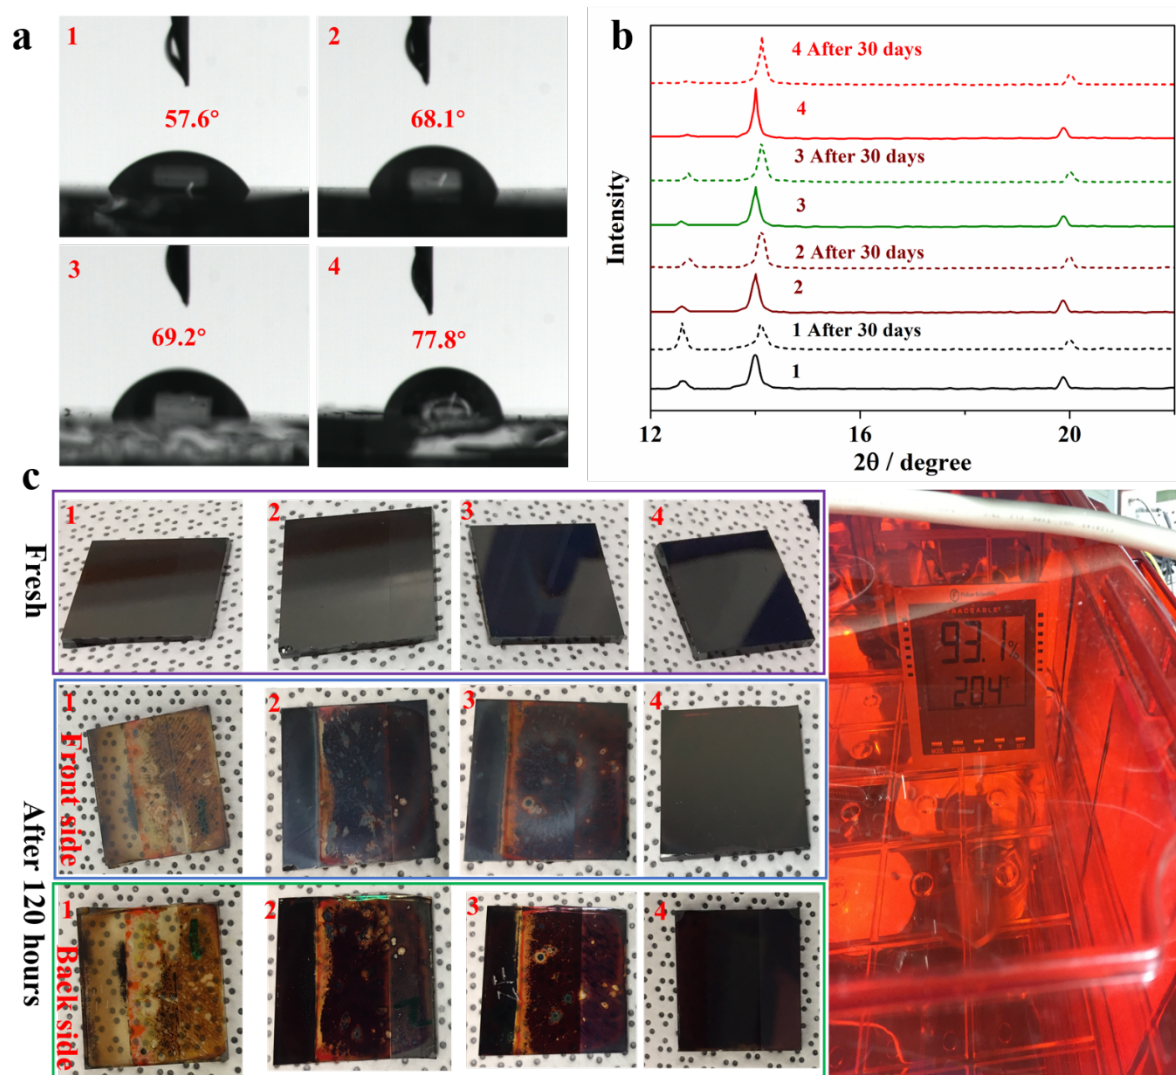 a
1
57.6°
2
68.1°
3
69.2°
4
77.8°
b
4 After 30 days
4
3 After 30 days
3
2 After 30 days
2
1 After 30 days
1
Intensity
12
16
20
2θ / degree
c
Fresh
1
2
3
4
After 120 hours
Front side
1
2
3
4
Back side
1
2
3
4
TRACEABLE
93.1%
20.4